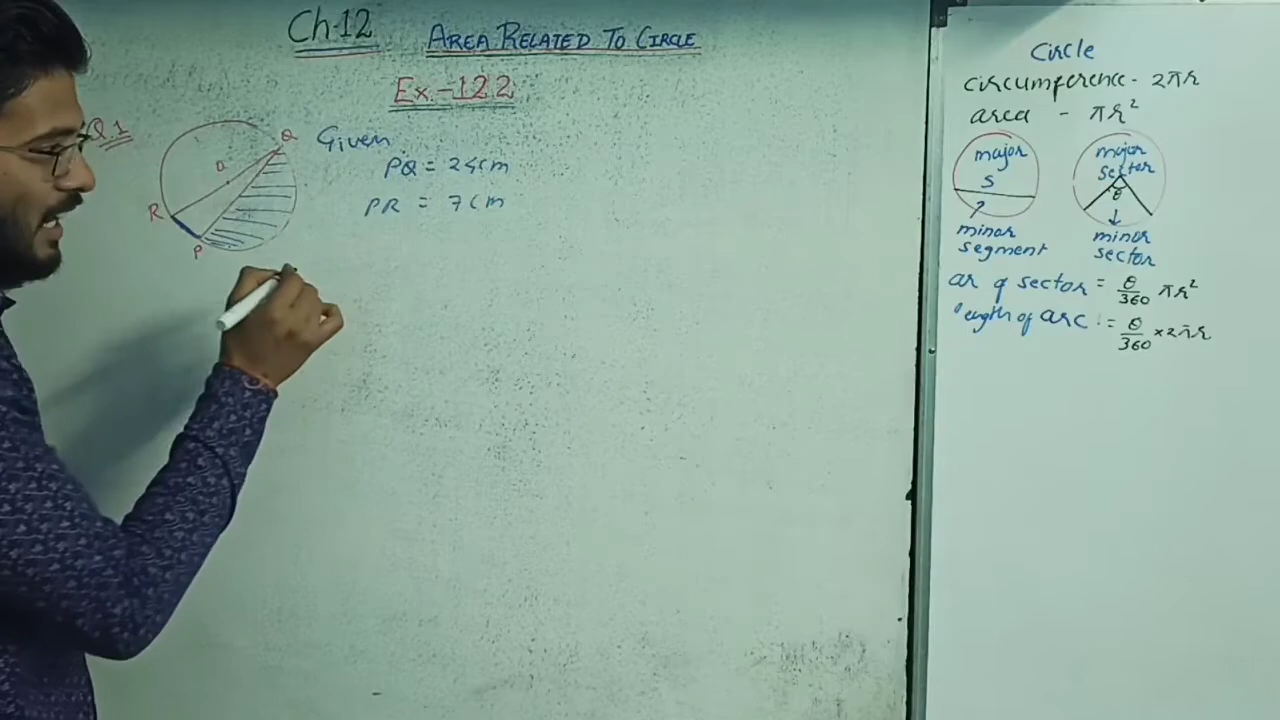 Ch-12 AREA RELATED TO CIRCLE
Ex.-12.2
Q.1
Q
O
R
P
Given
PQ = 24cm
PR = 7cm
Circle
circumference - 2πr
area - πr²
major
S
minor
segment
major
sector
θ
minor
sector
ar of sector = θ/360 πr²
length of arc = θ/360 × 2πr